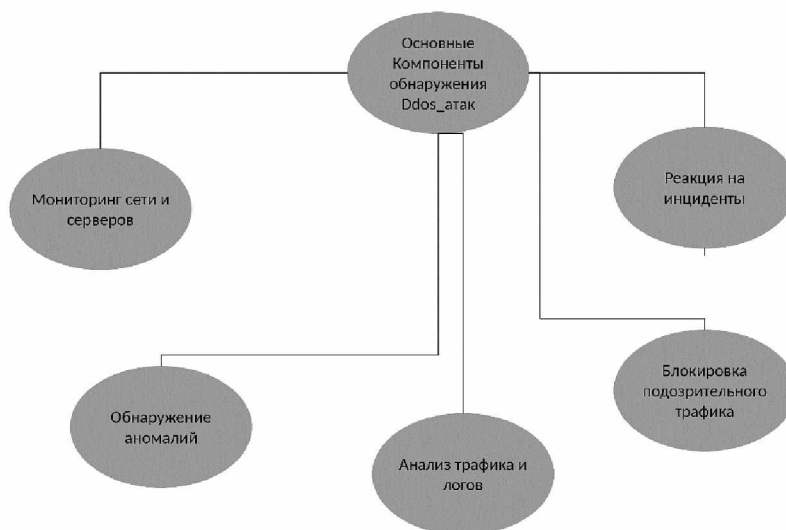 Основные
Компоненты
обнаружения
Ddos_атак
Мониторинг сети и
серверов
Реакция на
инциденты
Обнаружение
аномалий
Анализ трафика и
логов
Блокировка
подозрительного
трафика